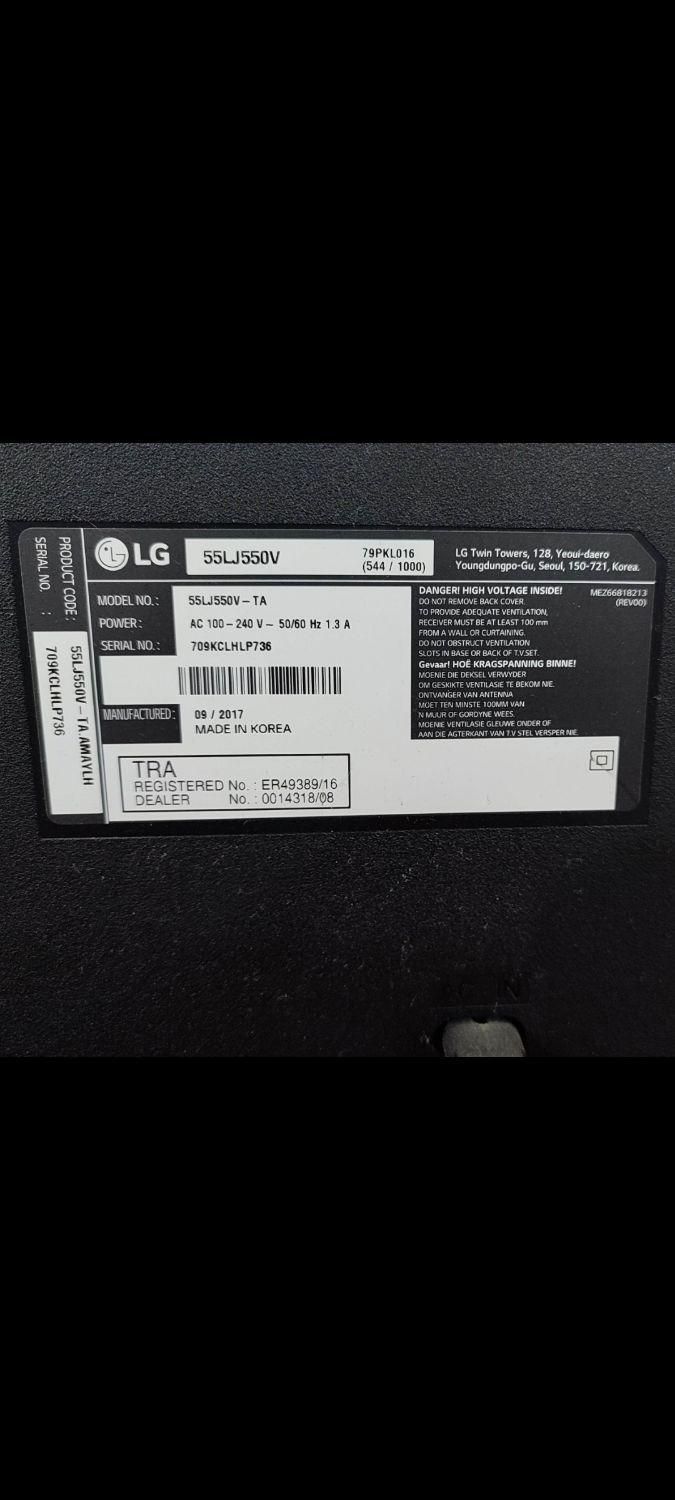 PRODUCT CODE :
SERIAL NO. :
55LJ550V - TA.AMAYLH
709KCLHLP736
LG
55LJ550V
79PKL016
(544 / 1000)
LG Twin Towers, 128, Yeoui-daero
Youngdungpo-Gu, Seoul, 150-721, Korea.
MODEL NO. : 55LJ550V - TA
POWER : AC 100 - 240 V ~ 50/60 Hz 1.3 A
SERIAL NO. : 709KCLHLP736
MANUFACTURED : 09 / 2017
MADE IN KOREA
DANGER! HIGH VOLTAGE INSIDE!
DO NOT REMOVE BACK COVER.
TO PROVIDE ADEQUATE VENTILATION,
RECEIVER MUST BE AT LEAST 100 mm
FROM A WALL OR CURTAINING.
DO NOT OBSTRUCT VENTILATION
SLOTS IN BASE OR BACK OF T.V.SET.
Gevaar! HOË KRAGSPANNING BINNE!
MOENIE DIE DEKSEL VERWYDER
OM GESKIKTE VENTILASIE TE BEKOM NIE.
ONTVANGER VAN ANTENNA
MOET TEN MINSTE 100MM VAN
N MUUR OF GORDYNE WEES.
MOENIE VENTILASIE GLEUWE ONDER OF
AAN DIE AGTERKANT VAN T.V STEL VERSPER NIE.
MEZ66818213
(REV00)
TRA
REGISTERED No. : ER49389/16
DEALER No. : 0014318/08
AC IN